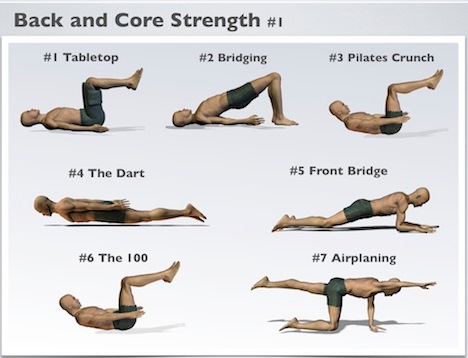 Back and Core Strength #1
#1 Tabletop
#2 Bridging
#3 Pilates Crunch
#4 The Dart
#5 Front Bridge
#6 The 100
#7 Airplaning